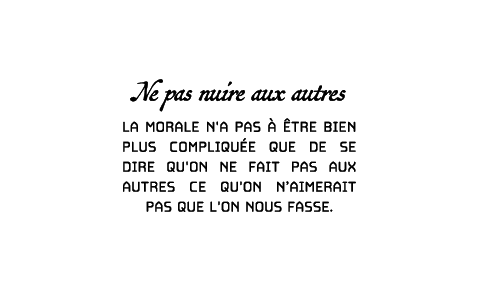 Ne pas nuire aux autres
LA MORALE N'A PAS À ÊTRE BIEN
PLUS COMPLIQUÉE QUE DE SE
DIRE QU'ON NE FAIT PAS AUX
AUTRES CE QU'ON N’AIMERAIT
PAS QUE L'ON NOUS FASSE.